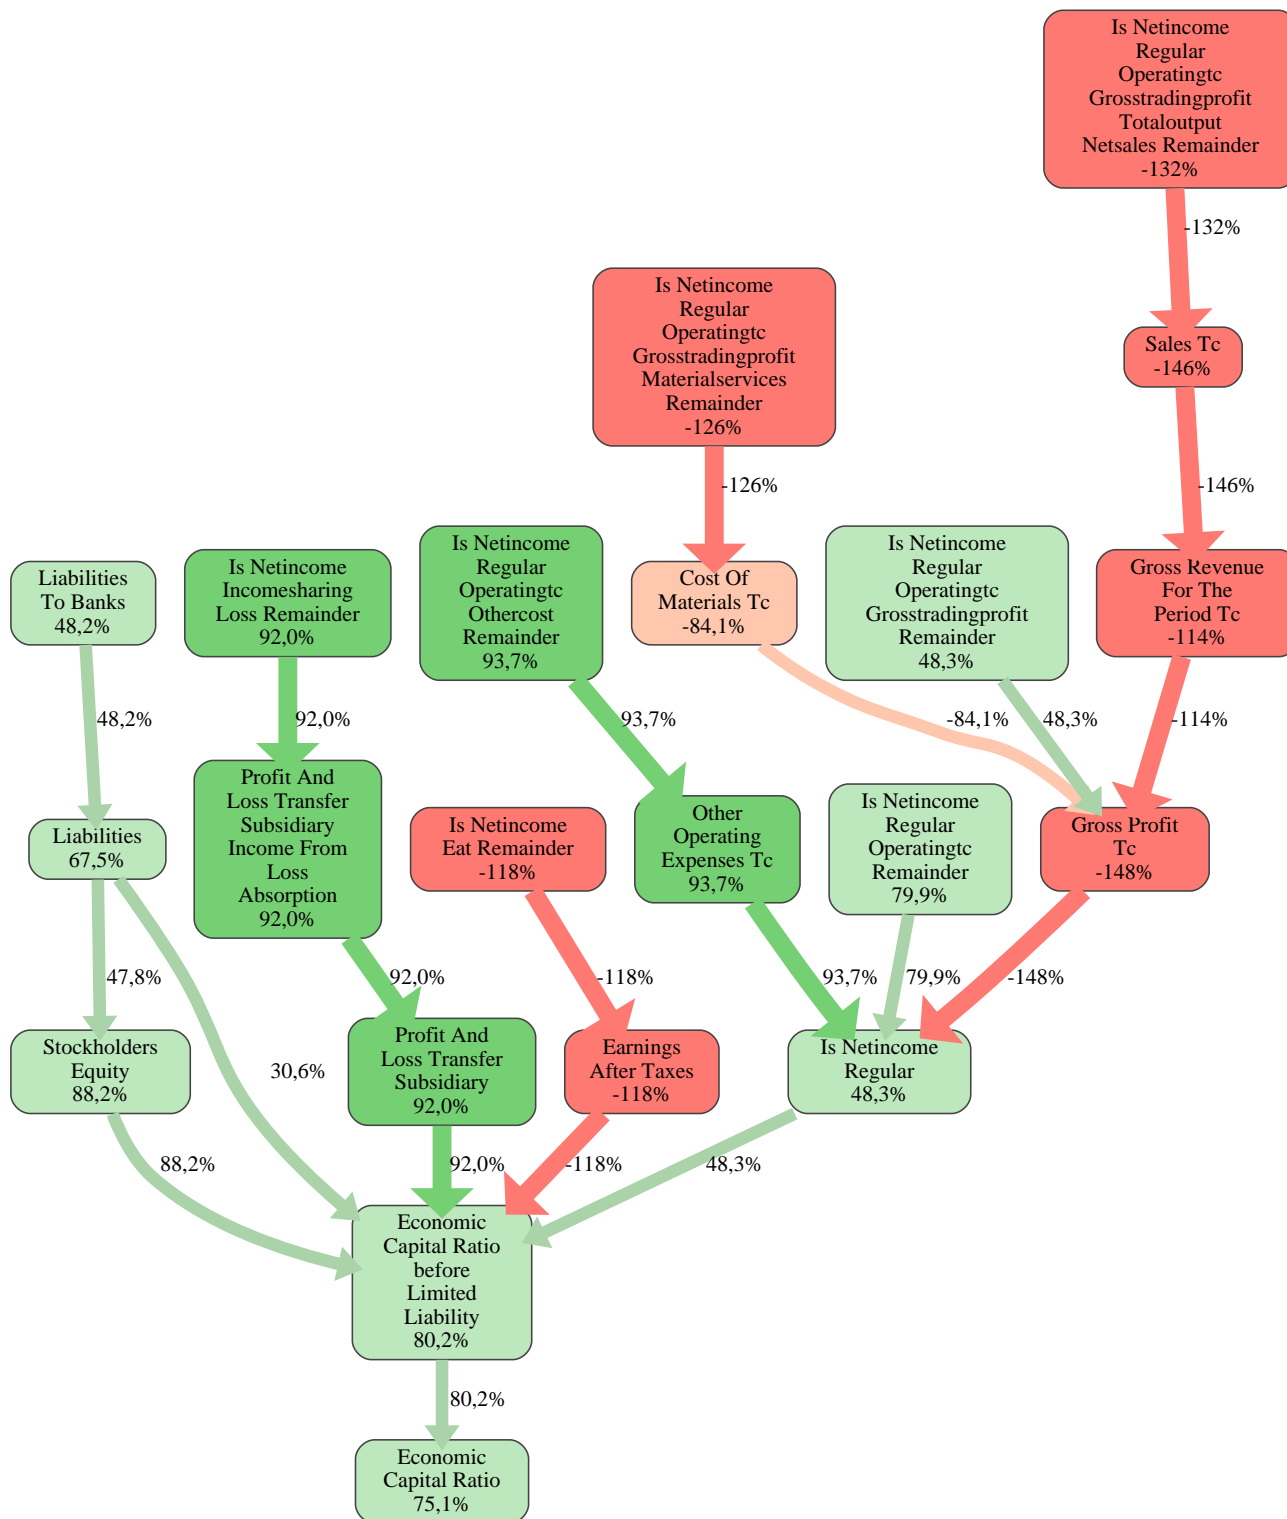 Is Netincome
Regular
Operatingtc
Grosstradingprofit
Totaloutput
Netsales Remainder
-132%
-132%
Is Netincome
Regular
Operatingtc
Grosstradingprofit
Materialservices
Remainder
-126%
Sales Tc
-146%
-126%
-146%
Liabilities
To Banks
48,2%
Is Netincome
Incomesharing
Loss Remainder
92,0%
Is Netincome
Regular
Operatingtc
Othercost
Remainder
93,7%
Cost Of
Materials Tc
-84,1%
Is Netincome
Regular
Operatingtc
Grosstradingprofit
Remainder
48,3%
Gross Revenue
For The
Period Tc
-114%
48,2%
92,0%
93,7%
-84,1%
48,3%
-114%
Liabilities
67,5%
Profit And
Loss Transfer
Subsidiary
Income From
Loss
Absorption
92,0%
Is Netincome
Eat Remainder
-118%
Other
Operating
Expenses Tc
93,7%
Is Netincome
Regular
Operatingtc
Remainder
79,9%
Gross Profit
Tc
-148%
47,8%
92,0%
-118%
93,7%
79,9%
-148%
Stockholders
Equity
88,2%
30,6%
Profit And
Loss Transfer
Subsidiary
92,0%
Earnings
After Taxes
-118%
Is Netincome
Regular
48,3%
88,2%
92,0%
-118%
48,3%
Economic
Capital Ratio
before
Limited
Liability
80,2%
80,2%
Economic
Capital Ratio
75,1%